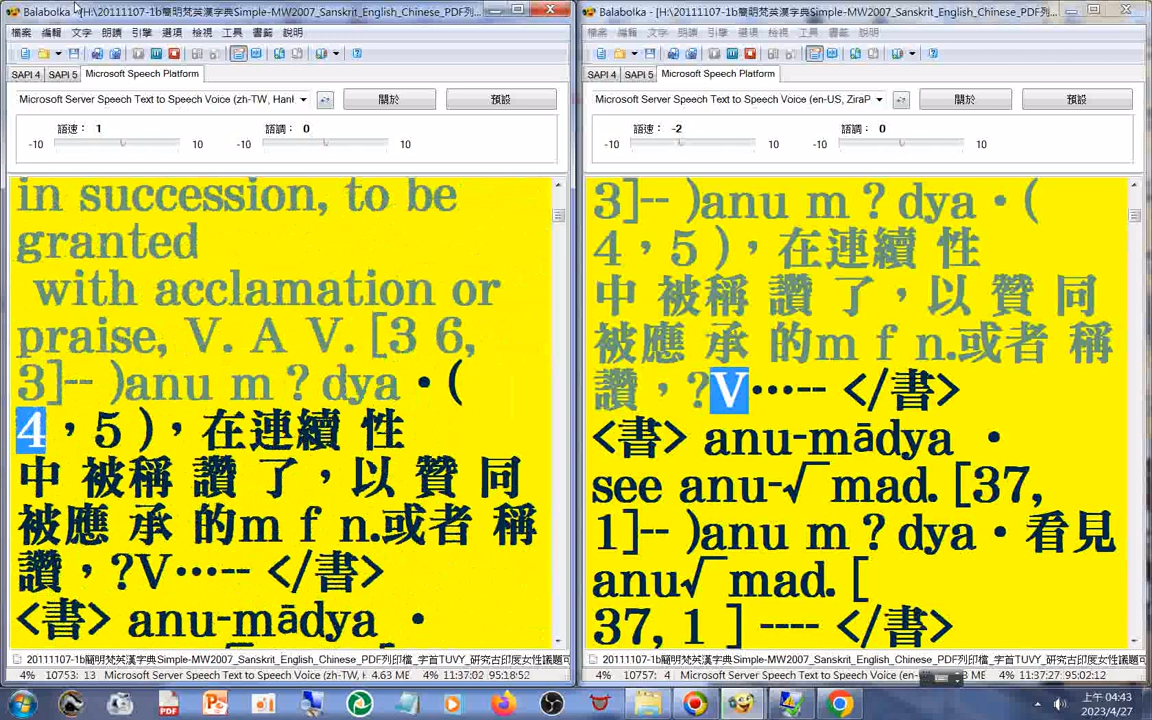 Balabolka - [H:\20111107-1b簡明梵英漢字典Simple-MW2007_Sanskrit_English_Chinese_PDF列...
檔案 編輯 文字 朗讀 引擎 選項 檢視 工具 書籤 說明
SAPI 4 SAPI 5 Microsoft Speech Platform
Microsoft Server Speech Text to Speech Voice (zh-TW, Hanl
關於 預設
語速： 1 語調： 0
-10 10 -10 10
in succession, to be
granted
with acclamation or
praise, V. A V. [3 6,
3]-- )anu m？dya‧(
4，5 )，在連續 性
中 被稱 讚 了，以 贊 同
被應 承 的m f n.或者 稱
讚，?V…-- </書>
<書> anu-mādya ‧
20111107-1b簡明梵英漢字典Simple-MW2007_Sanskrit_English_Chinese_PDF列印檔_字首TUVY_研究古印度女性議題可
4% 10753: 13 Microsoft Server Speech Text to Speech Voice (zh-TW, H 4.63 ME 4% 11:37:02 95:18:52
Balabolka - [H:\20111107-1b簡明梵英漢字典Simple-MW2007_Sanskrit_English_Chinese_PDF列印...
檔案 編輯 文字 朗讀 引擎 選項 檢視 工具 書籤 說明
SAPI 4 SAPI 5 Microsoft Speech Platform
Microsoft Server Speech Text to Speech Voice (en-US, ZiraP
關於 預設
語速： -2 語調： 0
-10 10 -10 10
3]-- )anu m？dya‧(
4，5 )，在連續 性
中 被稱 讚 了，以 贊 同
被應 承 的m f n.或者 稱
讚，?V…-- </書>
<書> anu-mādya ‧
see anu-√ mad. [37,
1]-- )anu m？dya‧看見
anu√ mad. [
37, 1 ] ---- </書>
20111107-1b簡明梵英漢字典Simple-MW2007_Sanskrit_English_Chinese_PDF列印檔_字首TUVY_研究古印度女性議題可
4% 10757: 4 Microsoft Server Speech Text to Speech Voice (en-US, ZiraP 4% 11:37:27 95:02:12
上午 04:43
2023/4/27